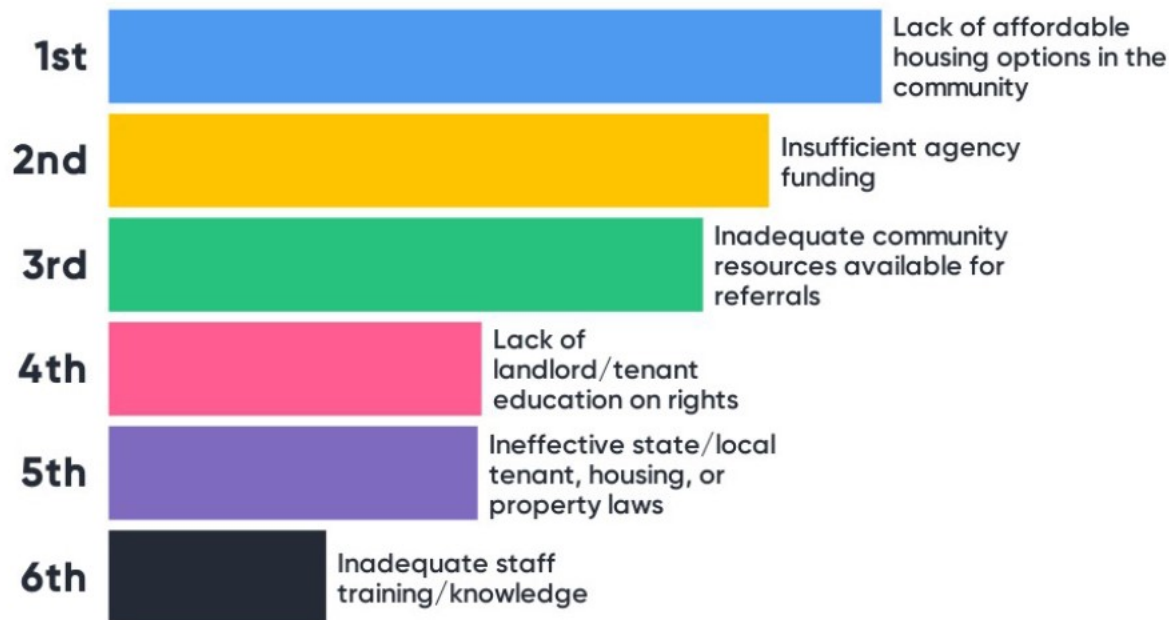 1st
Lack of affordable
housing options in the
community
2nd
Insufficient agency
funding
3rd
Inadequate community
resources available for
referrals
4th
Lack of
landlord/tenant
education on rights
5th
Ineffective state/local
tenant, housing, or
property laws
6th
Inadequate staff
training/knowledge